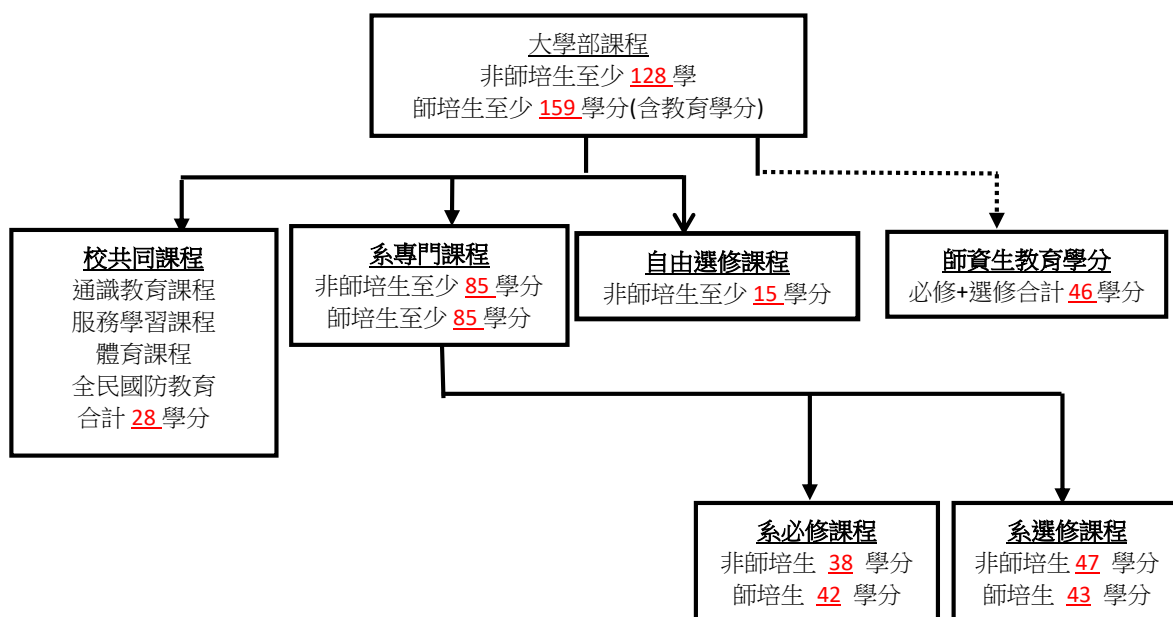 大學部課程
非師培生至少 128 學
師培生至少 159 學分(含教育學分)
校共同課程
通識教育課程
服務學習課程
體育課程
全民國防教育
合計 28 學分
系專門課程
非師培生至少 85 學分
師培生至少 85 學分
自由選修課程
非師培生至少 15 學分
師資生教育學分
必修+選修合計 46 學分
系必修課程
非師培生 38 學分
師培生 42 學分
系選修課程
非師培生 47 學分
師培生 43 學分